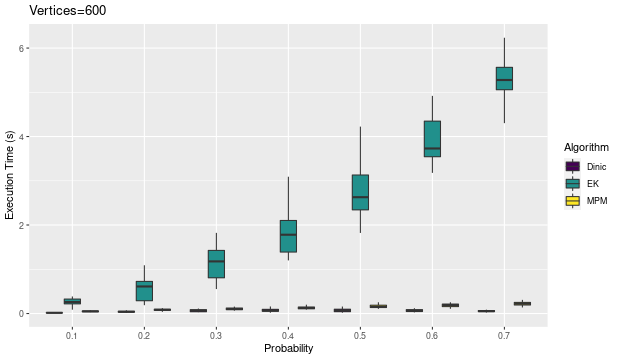 Vertices=600
Execution Time (s)
6
4
2
0
0.1 0.2 0.3 0.4 0.5 0.6 0.7
Probability
Algorithm
Dinic
EK
MPM